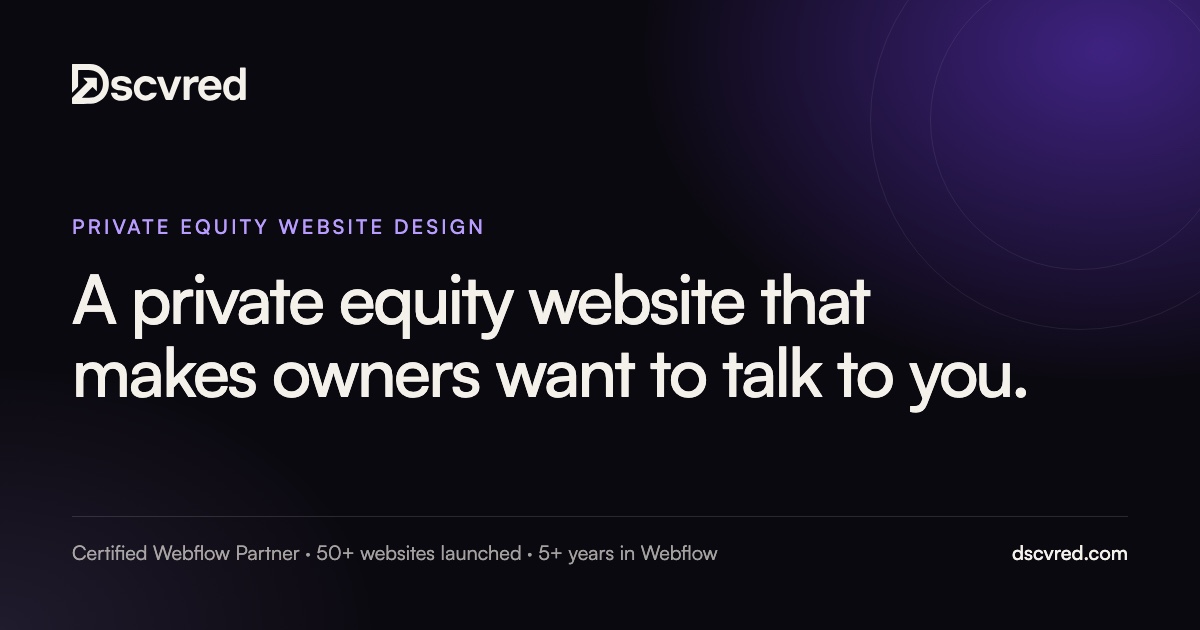 Dscvred
PRIVATE EQUITY WEBSITE DESIGN
A private equity website that
makes owners want to talk to you.
Certified Webflow Partner · 50+ websites launched · 5+ years in Webflow
dscvred.com